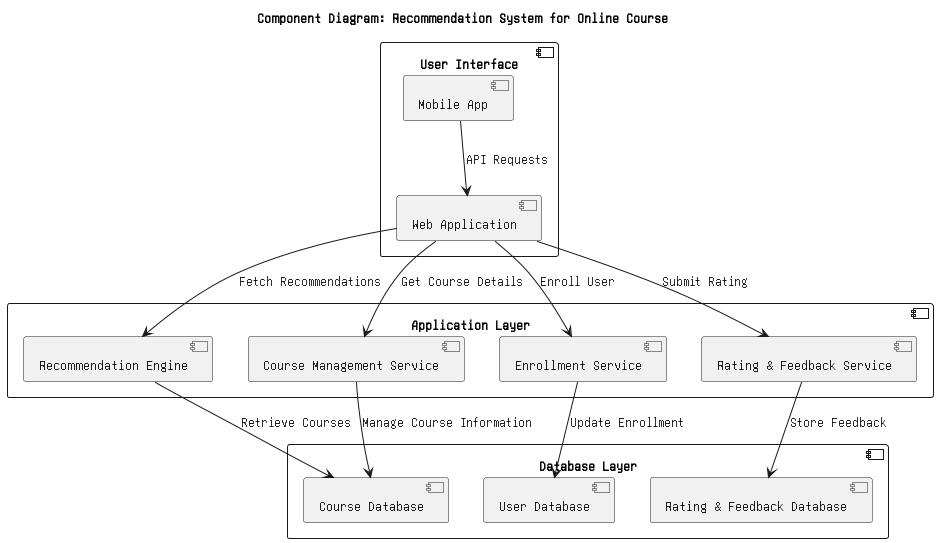 Component Diagram: Recommendation System for Online Course
User Interface
Mobile App
API Requests
Web Application
Fetch Recommendations
Get Course Details
Enroll User
Submit Rating
Application Layer
Recommendation Engine
Course Management Service
Enrollment Service
Rating & Feedback Service
Retrieve Courses
Manage Course Information
Update Enrollment
Store Feedback
Database Layer
Course Database
User Database
Rating & Feedback Database